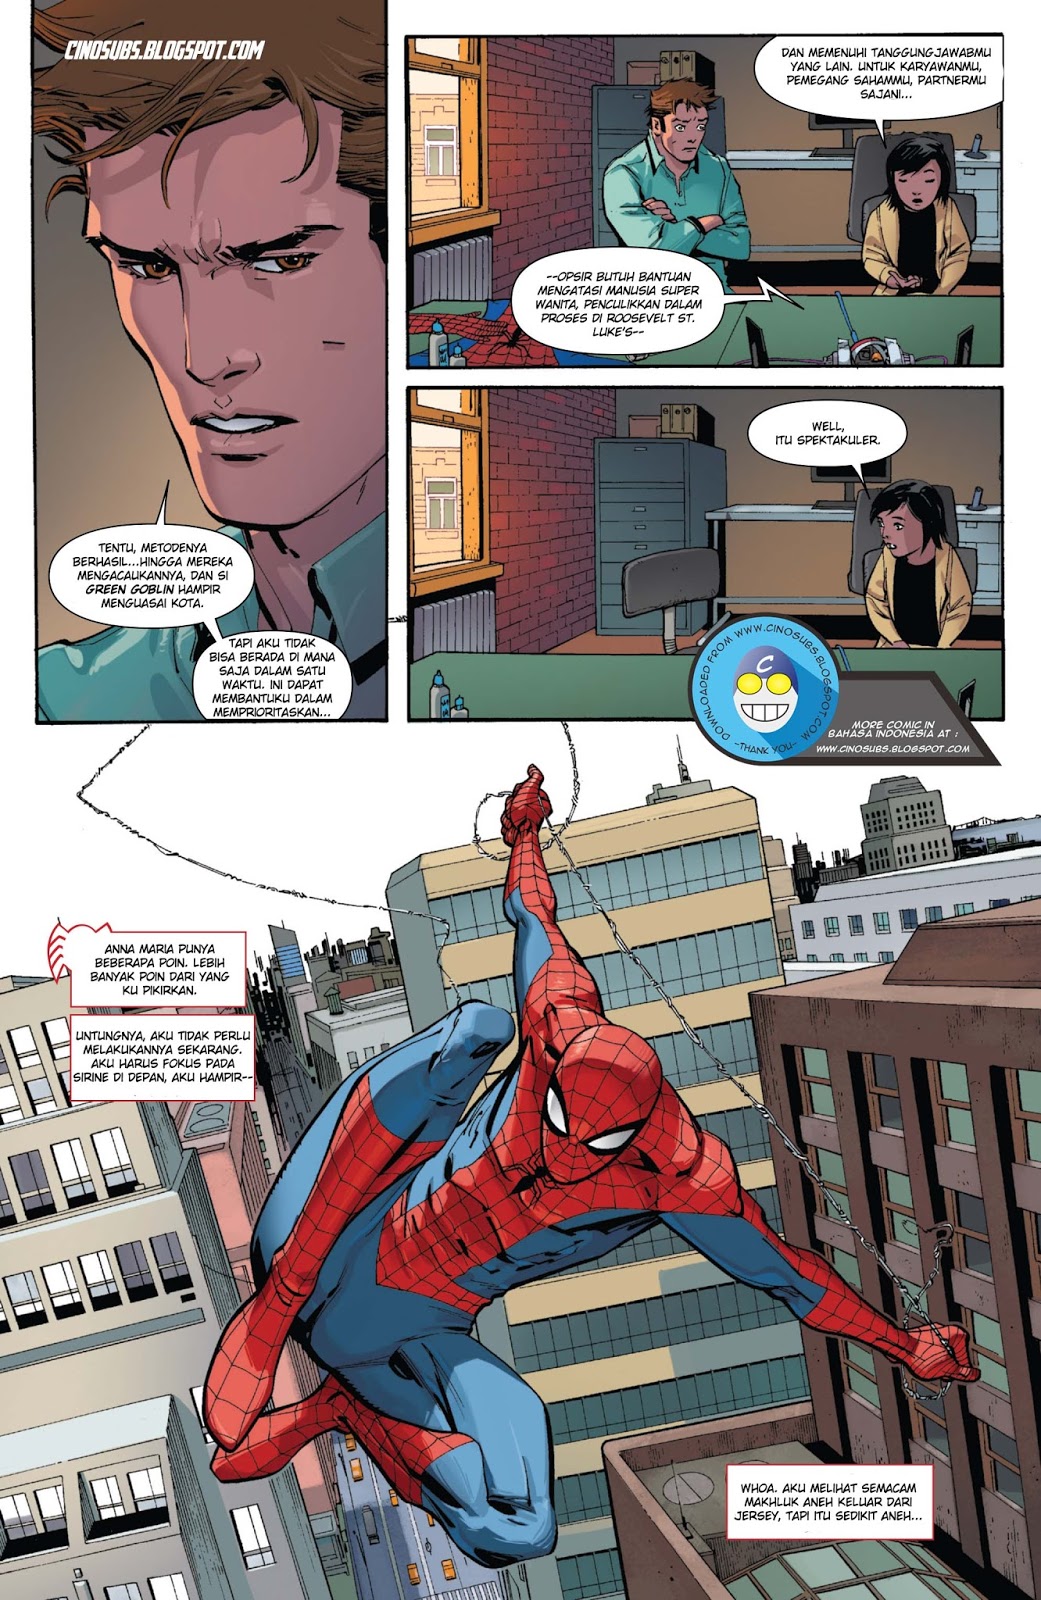 CINOSUBS.BLOGSPOT.COM
TENTU, METODENYA
BERHASIL...HINGGA MEREKA
MENGACAUKANNYA, DAN SI
GREEN GOBLIN HAMPIR
MENGUASAI KOTA.
TAPI AKU TIDAK
BISA BERADA DI MANA
SAJA DALAM SATU
WAKTU. INI DAPAT
MEMBANTUKU DALAM
MEMPRIORITASKAN...
DAN MEMENUHI TANGGUNGJAWABMU
YANG LAIN. UNTUK KARYAWANMU,
PEMEGANG SAHAMMU, PARTNERMU
SAJANI...
--OPSIR BUTUH BANTUAN
MENGATASI MANUSIA SUPER
WANITA, PENCULIKKAN DALAM
PROSES DI ROOSEVELT ST.
LUKE'S--
WELL,
ITU SPEKTAKULER.
DOWNLOADED FROM WWW.CINOSUBS.BLOGSPOT.COM
C
-THANK YOU-
MORE COMIC IN
BAHASA INDONESIA AT :
WWW.CINOSUBS.BLOGSPOT.COM
ANNA MARIA PUNYA
BEBERAPA POIN. LEBIH
BANYAK POIN DARI YANG
KU PIKIRKAN.
UNTUNGNYA, AKU TIDAK PERLU
MELAKUKANNYA SEKARANG.
AKU HARUS FOKUS PADA
SIRINE DI DEPAN, AKU HAMPIR--
WHOA. AKU MELIHAT SEMACAM
MAKHLUK ANEH KELUAR DARI
JERSEY, TAPI ITU SEDIKIT ANEH...